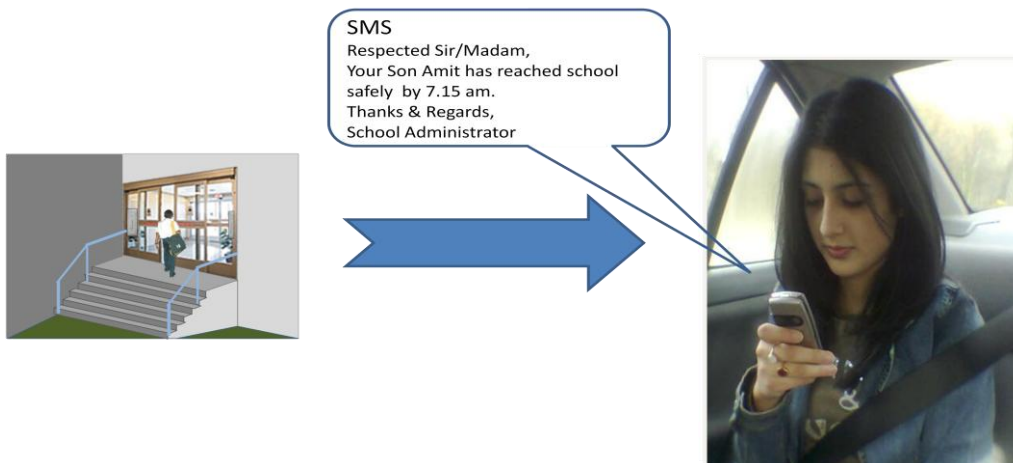 SMS
Respected Sir/Madam,
Your Son Amit has reached school
safely by 7.15 am.
Thanks & Regards,
School Administrator